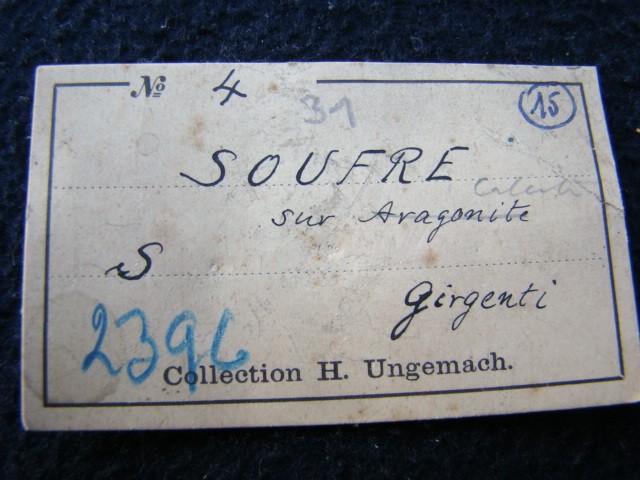 № 4
31
15
SOUFRE
sur Aragonite
S
Girgenti
2396
Collection H. Ungemach.